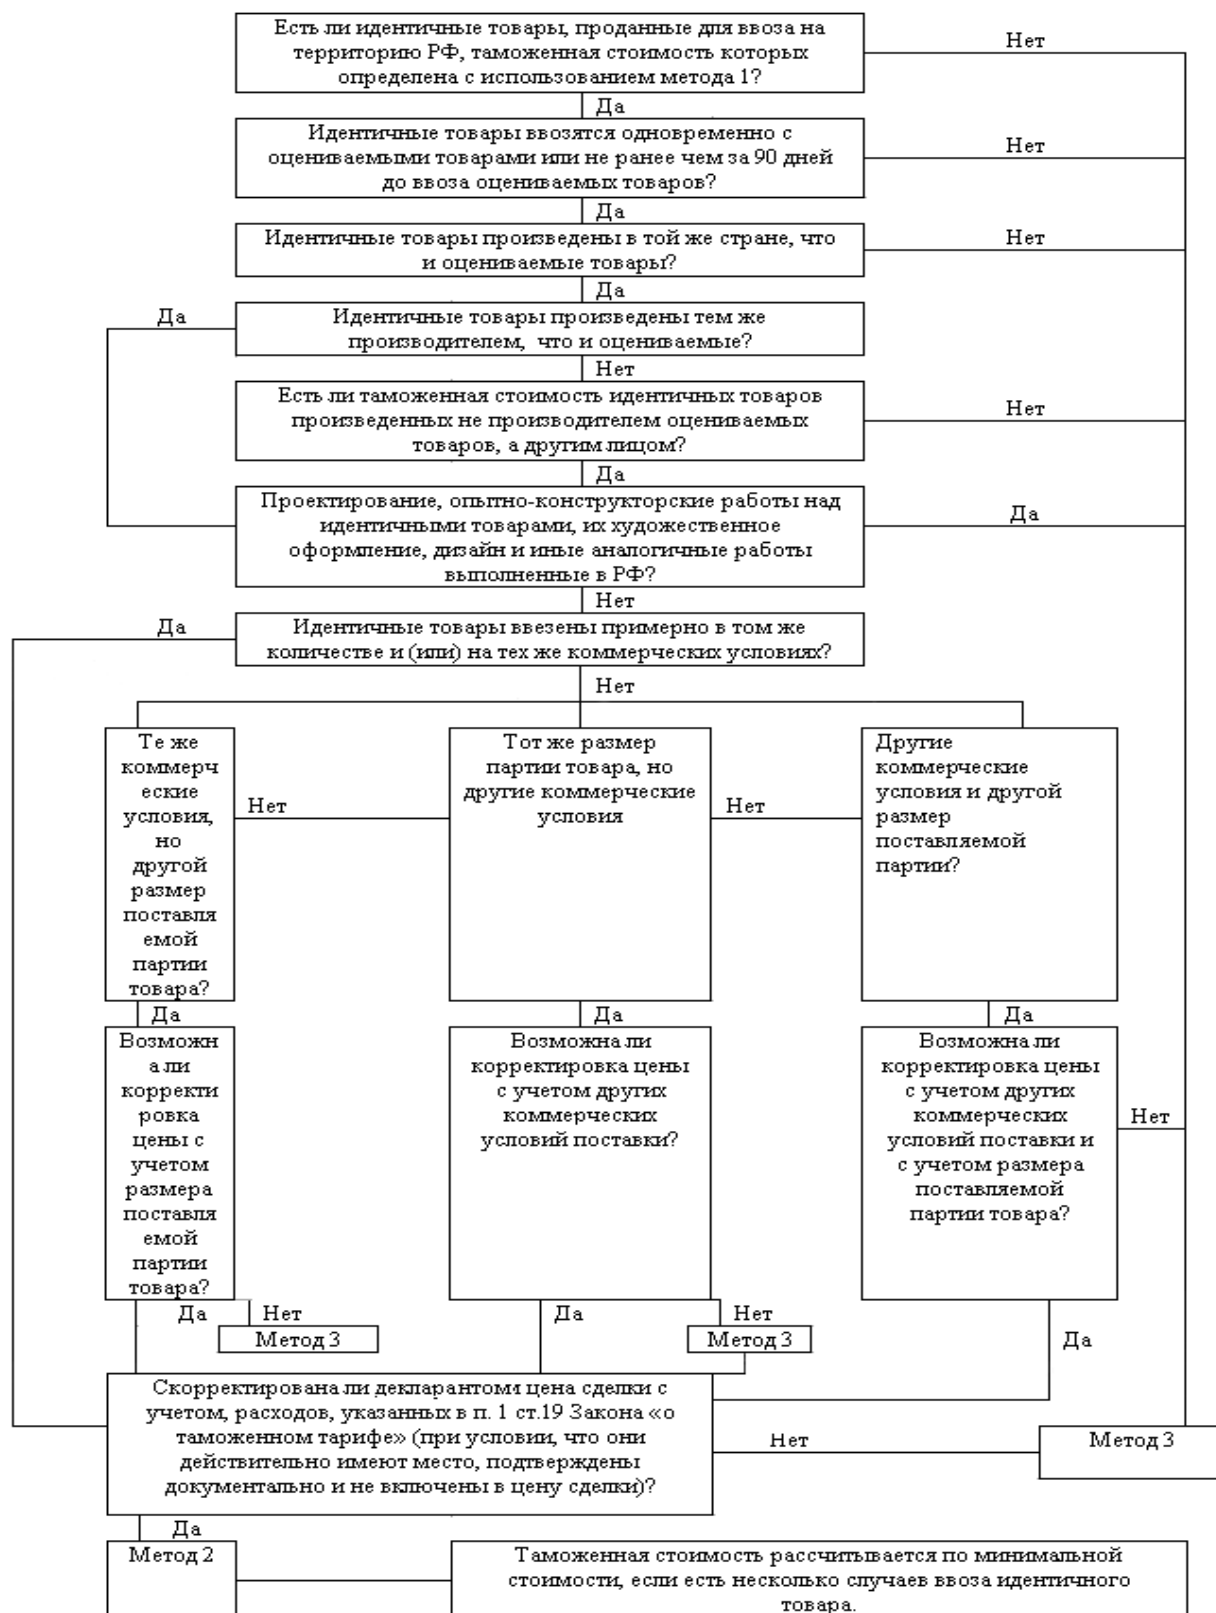 Есть ли идентичные товары, проданные для ввоза на
территорию РФ, таможенная стоимость которых
определена с использованием метода 1?
Нет
Да
Идентичные товары ввозятся одновременно с
оцениваемыми товарами или не ранее чем за 90 дней
до ввоза оцениваемых товаров?
Нет
Да
Идентичные товары произведены в той же стране, что
и оцениваемые товары?
Нет
Да
Да
Идентичные товары произведены тем же
производителем, что и оцениваемые?
Нет
Есть ли таможенная стоимость идентичных товаров
произведенных не производителем оцениваемых
товаров, а другим лицом?
Нет
Да
Проектирование, опытно-конструкторские работы над
идентичными товарами, их художественное
оформление, дизайн и иные аналогичные работы
выполненные в РФ?
Да
Нет
Да
Идентичные товары ввезены примерно в том же
количестве и (или) на тех же коммерческих условиях?
Нет
Те же
коммерч
еские
условия,
но
другой
размер
поставля
емой
партии
товара?
Нет
Тот же размер
партии товара, но
другие коммерческие
условия
Нет
Другие
коммерческие
условия и другой
размер
поставляемой
партии?
Да
Да
Да
Возможн
а ли
корректи
ровка
цены с
учетом
размера
поставля
емой
партии
товара?
Возможна ли
корректировка цены
с учетом других
коммерческих
условий поставки?
Возможна ли
корректировка цены
с учетом других
коммерческих
условий поставки и
с учетом размера
поставляемой
партии товара?
Нет
Да
Нет
Метод 3
Да
Нет
Метод 3
Да
Скорректирована ли декларантом цена сделки с
учетом, расходов, указанных в п. 1 ст.19 Закона «о
таможенном тарифе» (при условии, что они
действительно имеют место, подтверждены
документально и не включены в цену сделки)?
Нет
Метод 3
Да
Метод 2
Таможенная стоимость рассчитывается по минимальной
стоимости, если есть несколько случаев ввоза идентичного
товара.